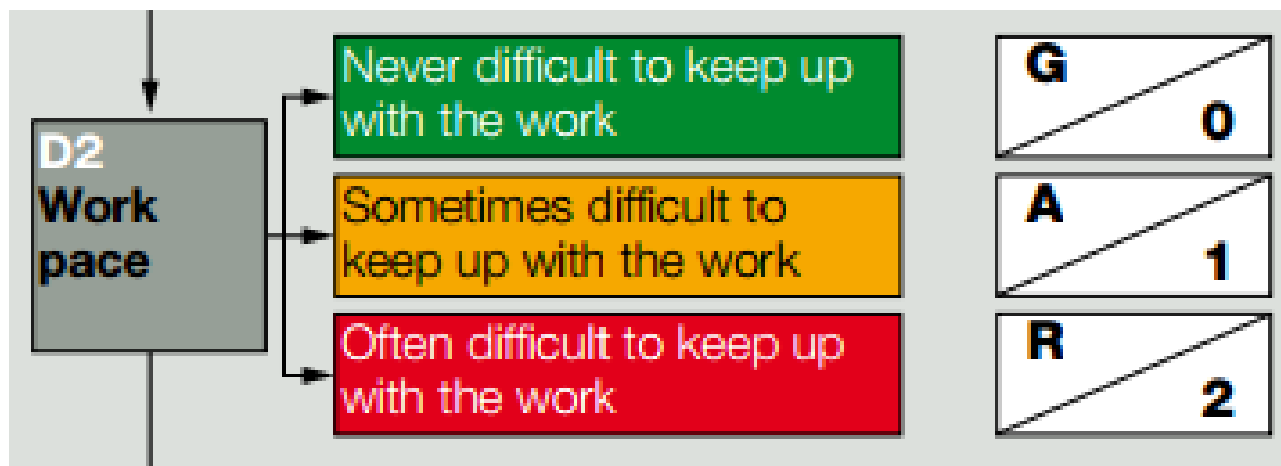 D2
Work
pace
Never difficult to keep up
with the work
G
0
Sometimes difficult to
keep up with the work
A
1
Often difficult to keep up
with the work
R
2